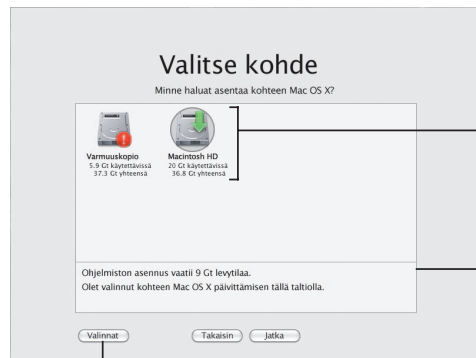 Valitse kohde
Minne haluat asentaa kohteen Mac OS X?
Varmuuskopio
5.9 Gt käytettävissä
37.3 Gt yhteensä
Macintosh HD
20 Gt käytettävissä
36.8 Gt yhteensä
Ohjelmiston asennus vaatii 9 Gt levytilaa.
Olet valinnut kohteen Mac OS X päivittämisen tällä taltiolla.
Valinnat
Takaisin
Jatka